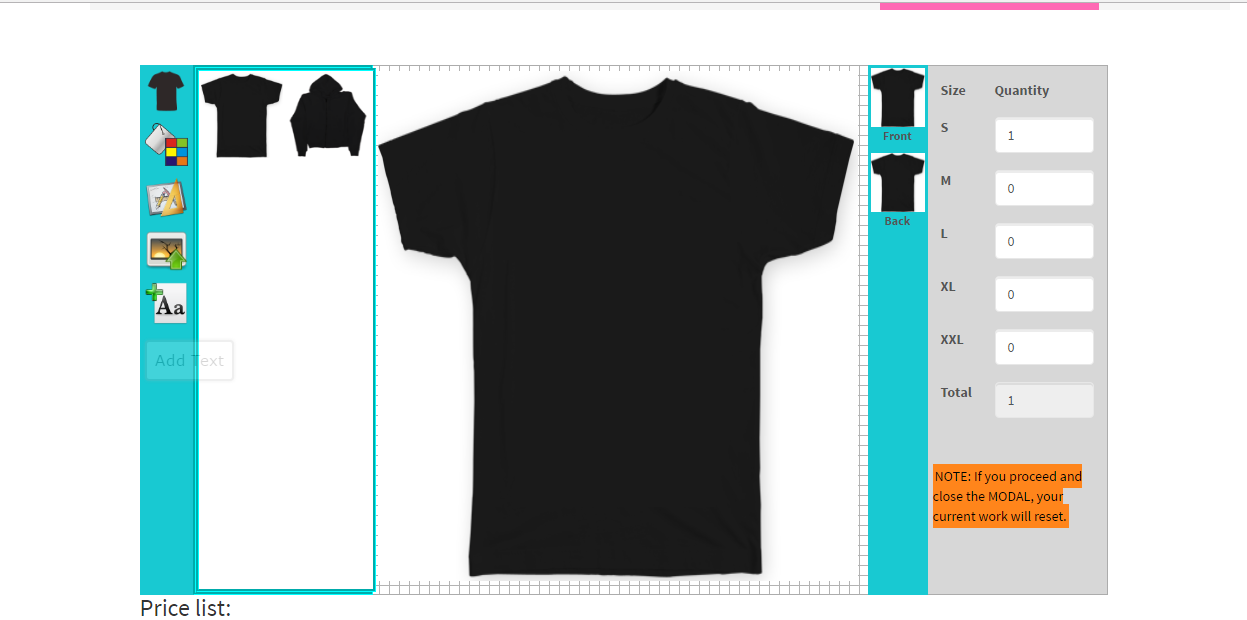 Size Quantity
S 1
M 0
L 0
XL 0
XXL 0
Total 1
Front
Back
Aa
Add Text
NOTE: If you proceed and
close the MODAL, your
current work will reset.
Price list: